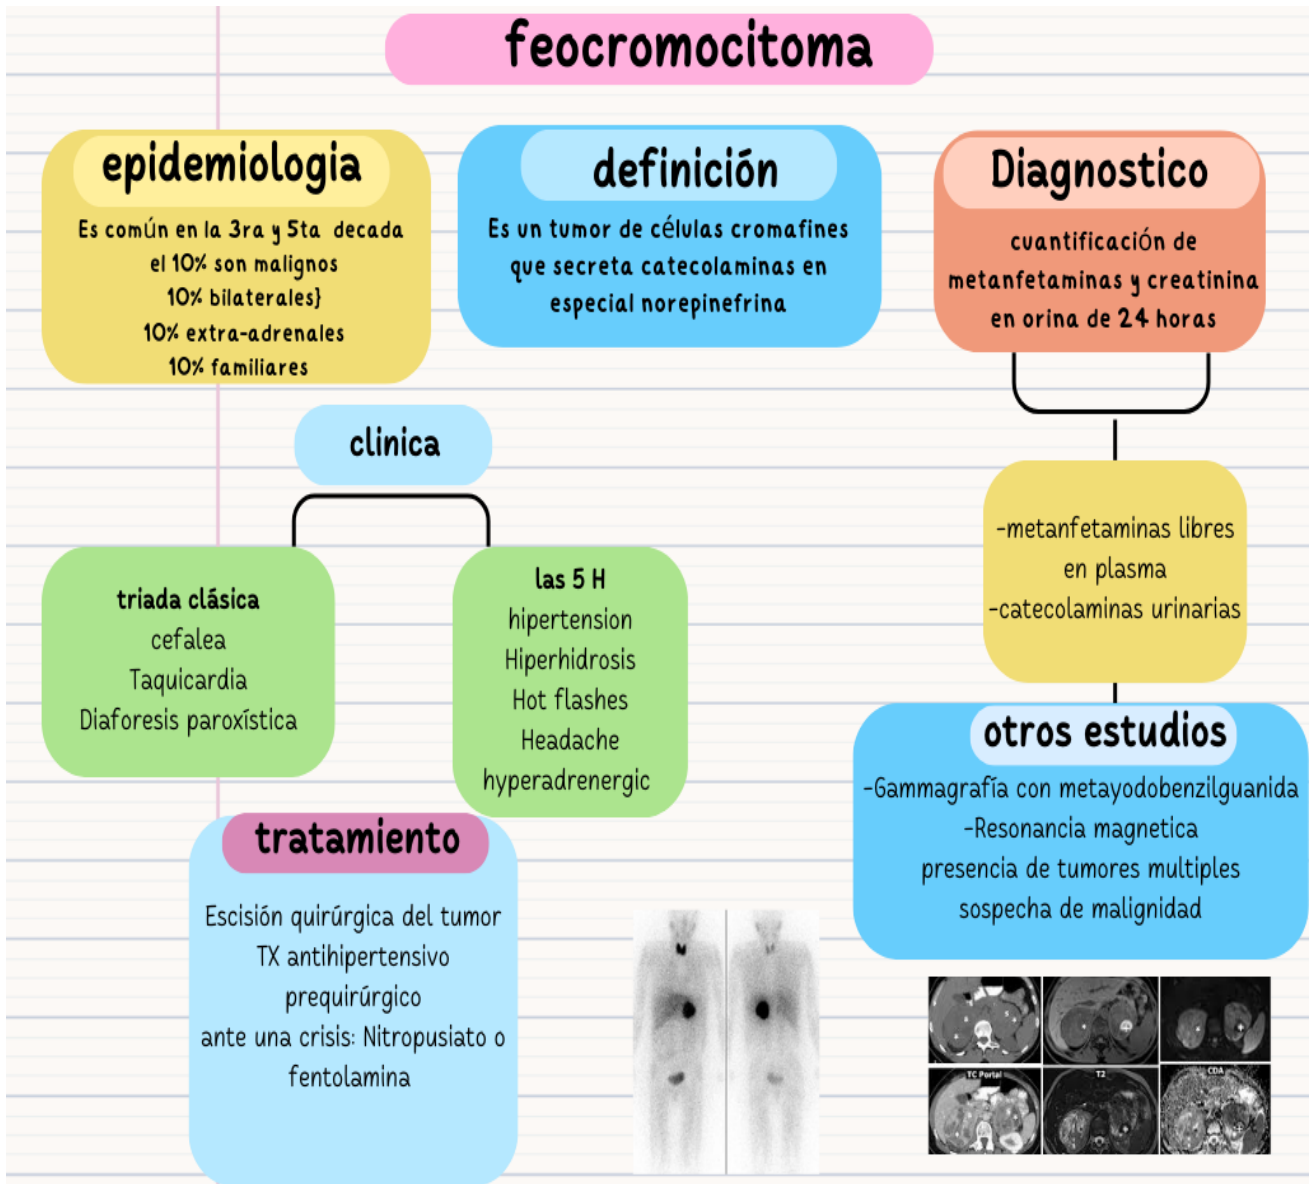 feocromocitoma
epidemiologia
Es común en la 3ra y 5ta decada
el 10% son malignos
10% bilaterales}
10% extra-adrenales
10% familiares
definición
Es un tumor de células cromafines
que secreta catecolaminas en
especial norepinefrina
Diagnostico
cuantificación de
metanfetaminas y creatinina
en orina de 24 horas
clinica
triada clásica
cefalea
Taquicardia
Diaforesis paroxística
las 5 H
hipertension
Hiperhidrosis
Hot flashes
Headache
hyperadrenergic
-metanfetaminas libres
en plasma
-catecolaminas urinarias
otros estudios
-Gammagrafía con metayodobenzilguanida
-Resonancia magnetica
presencia de tumores multiples
sospecha de malignidad
tratamiento
Escisión quirúrgica del tumor
TX antihipertensivo
prequirúrgico
ante una crisis: Nitropusiato o
fentolamina
TC Portal
T2
CDA